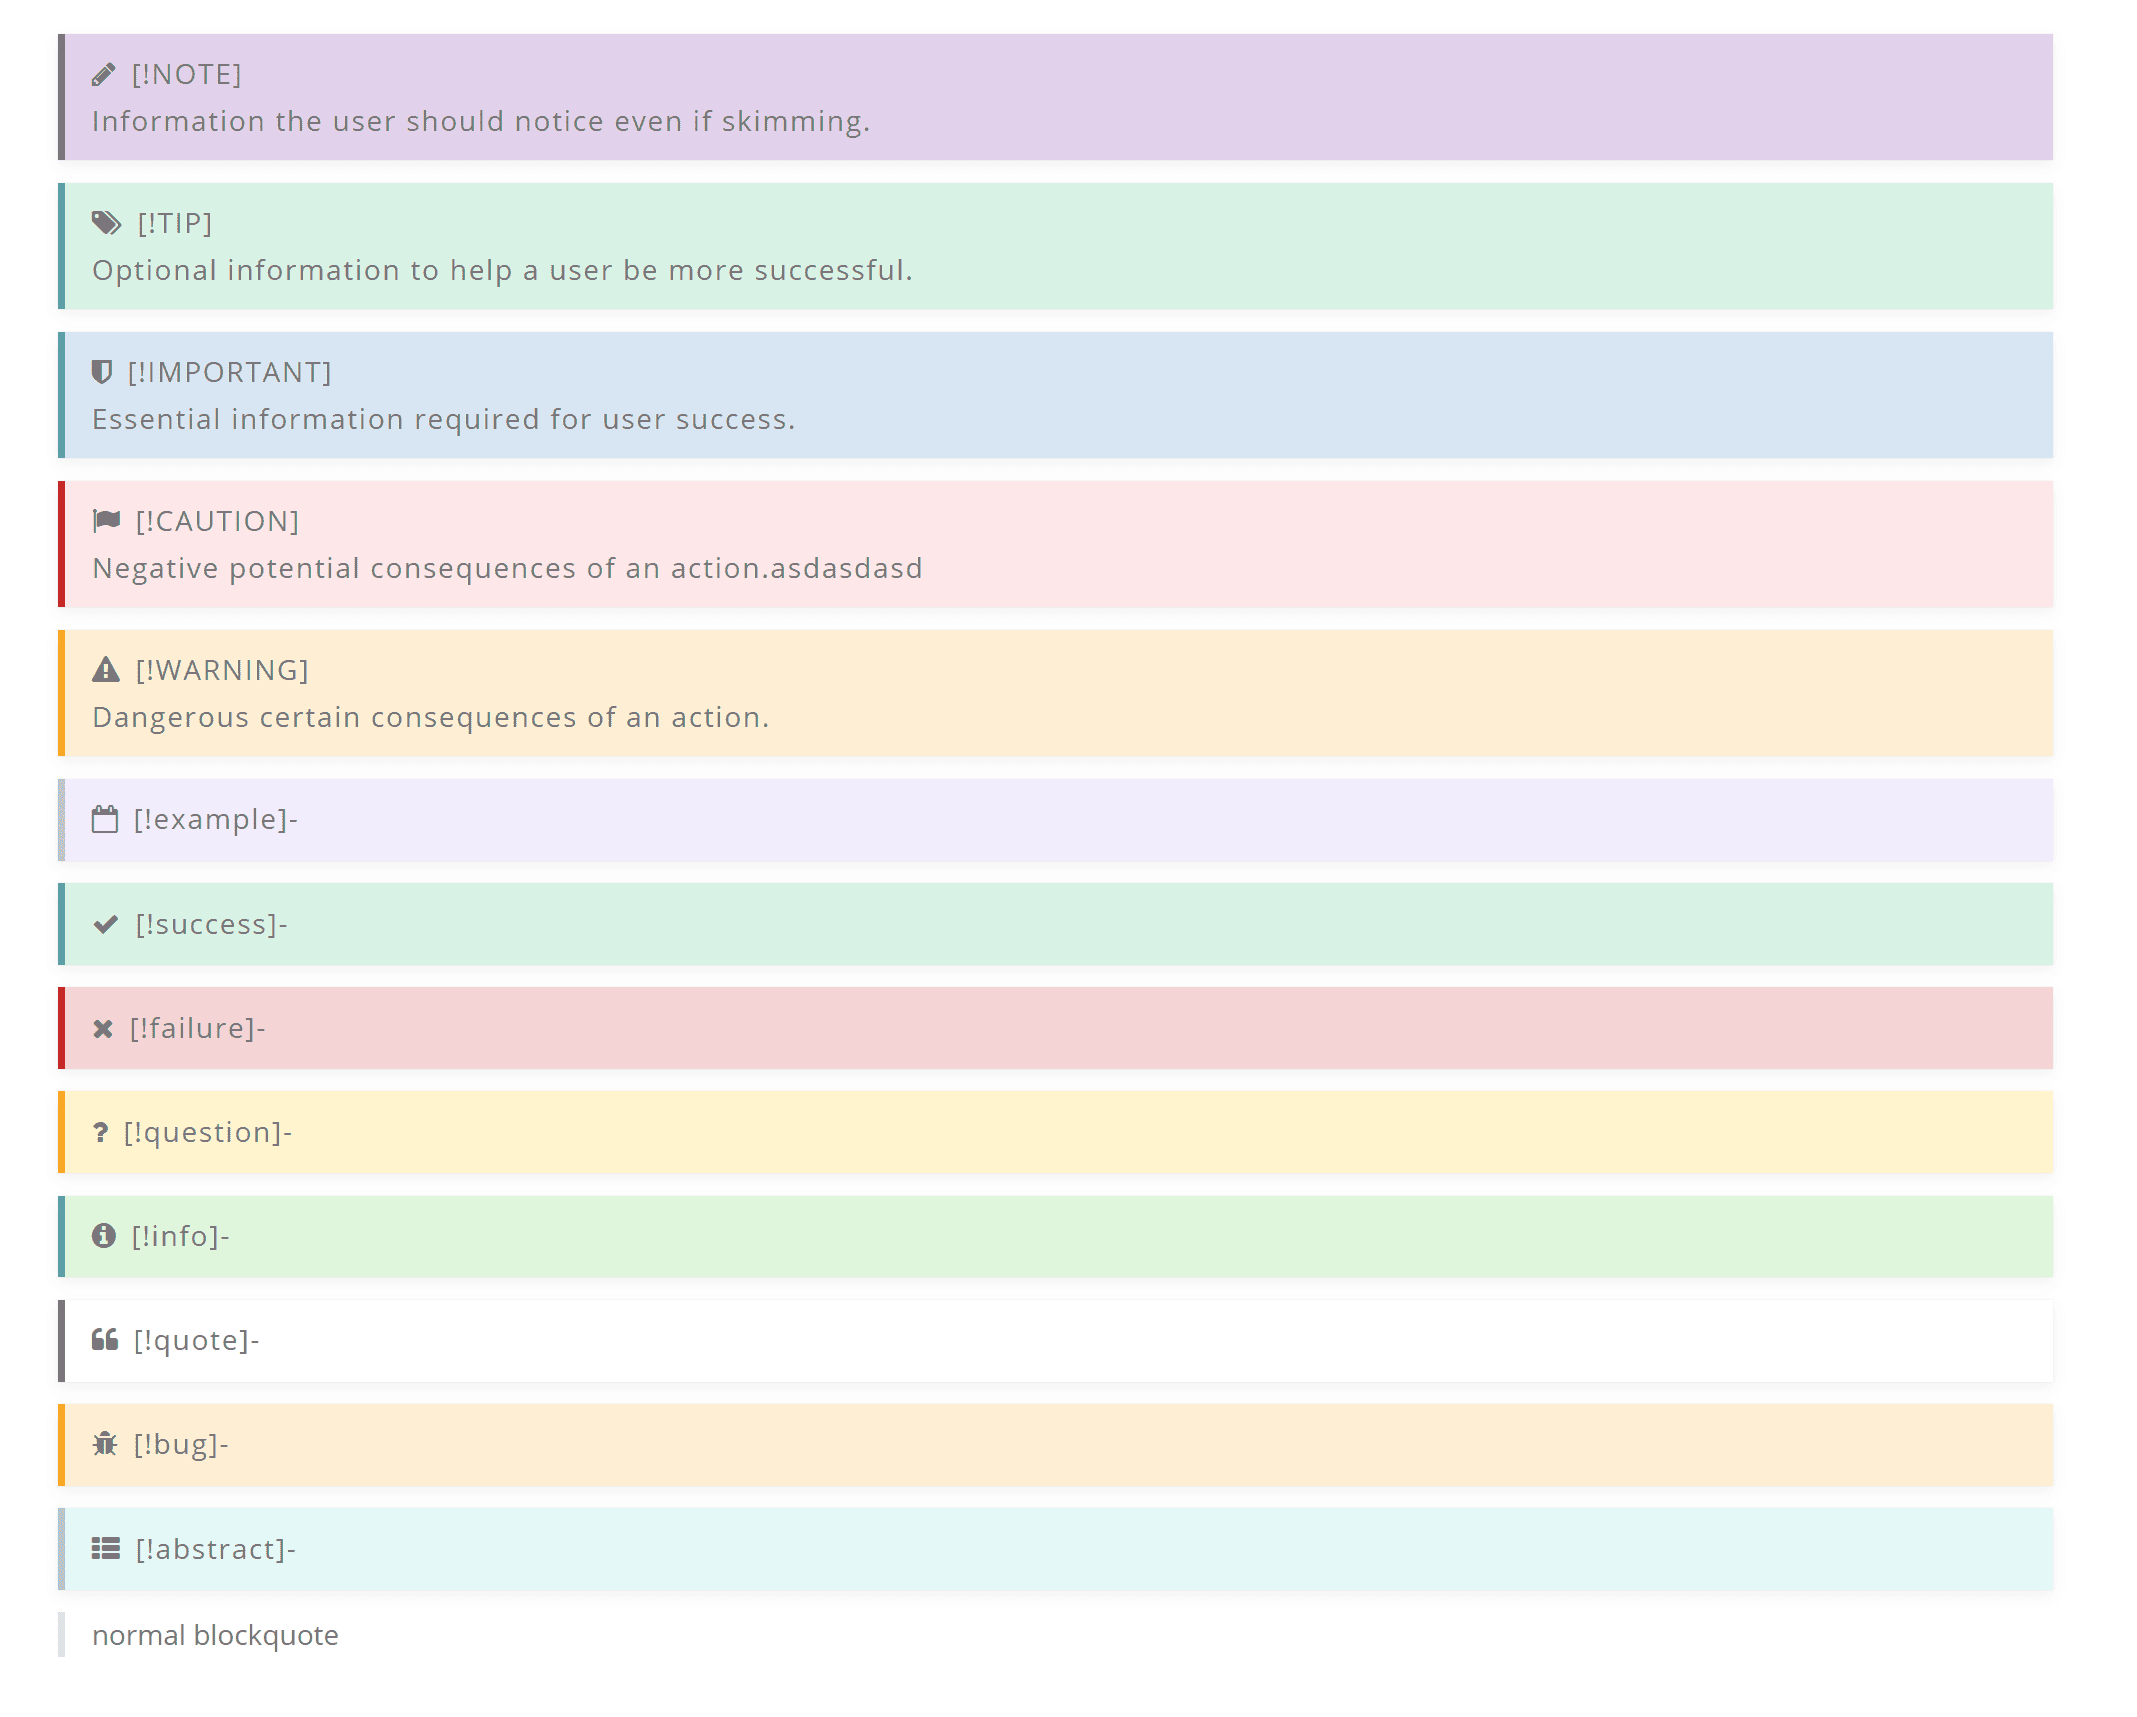 [!NOTE]
Information the user should notice even if skimming.
[!TIP]
Optional information to help a user be more successful.
[!IMPORTANT]
Essential information required for user success.
[!CAUTION]
Negative potential consequences of an action.asdasdasd
[!WARNING]
Dangerous certain consequences of an action.
[!example]-
[!success]-
[!failure]-
[!question]-
[!info]-
[!quote]-
[!bug]-
[!abstract]-
normal blockquote